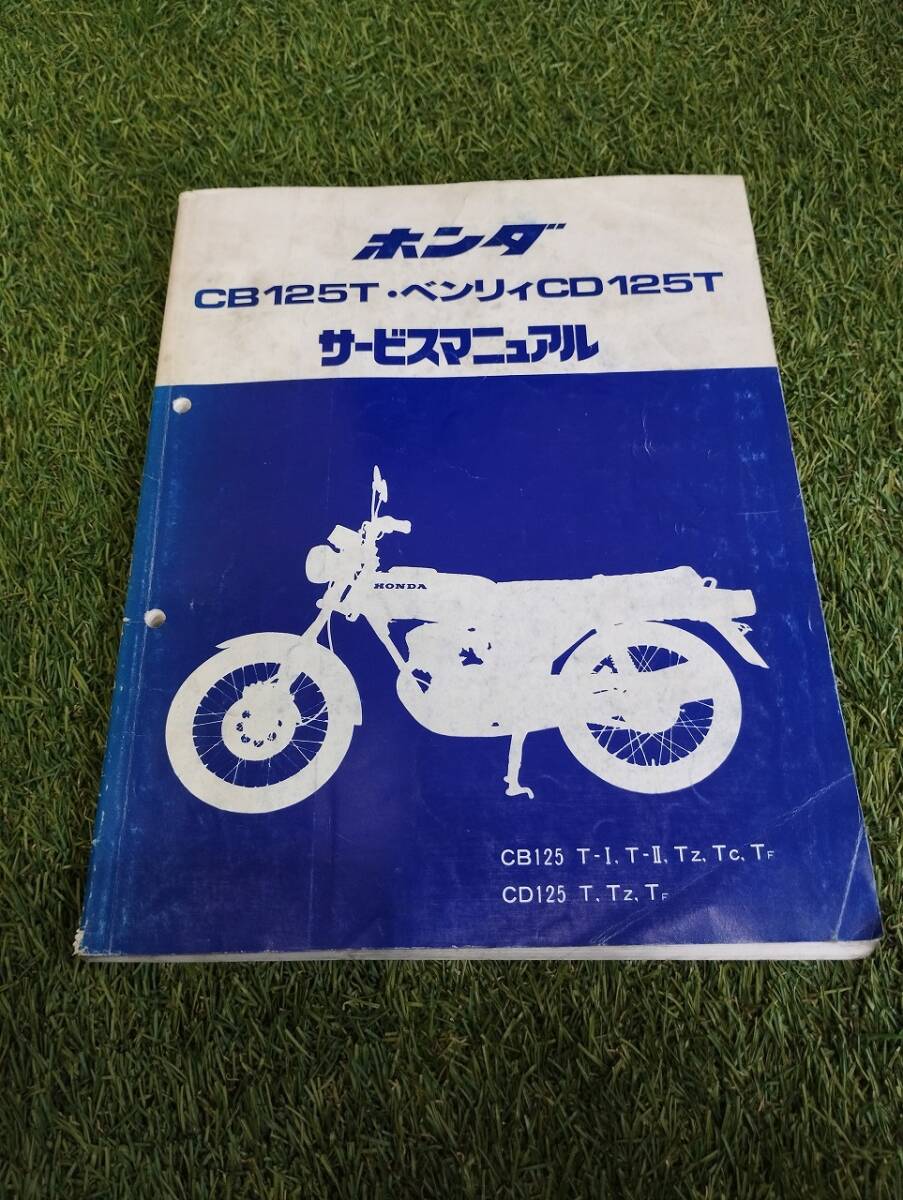 ホンダ
CB125T・ベンリィCD125T
サービスマニュアル
HONDA
CB125 T-I, T-II, Tz, Tc, TF
CD125 T, Tz, TF